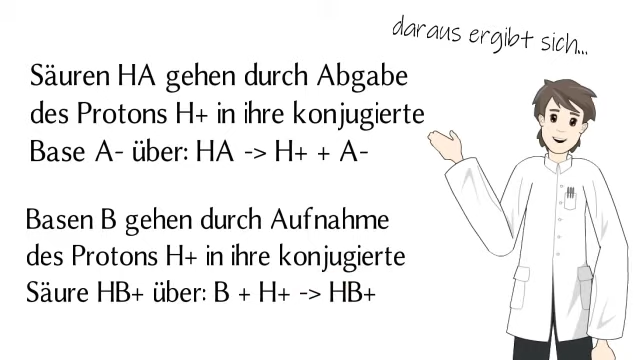 daraus ergibt sich...
Säuren HA gehen durch Abgabe
des Protons H+ in ihre konjugierte
Base A- über: HA -> H+ + A-
Basen B gehen durch Aufnahme
des Protons H+ in ihre konjugierte
Säure HB+ über: B + H+ -> HB+